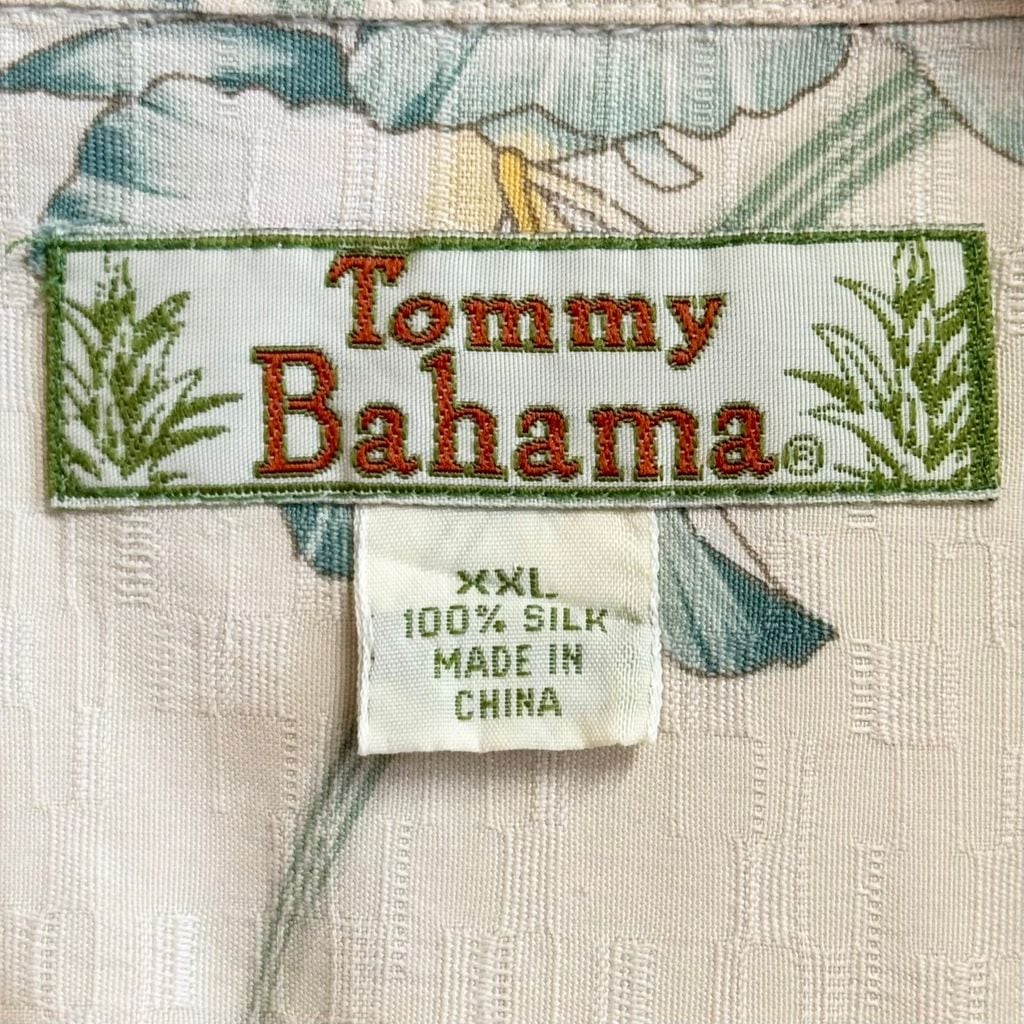 Tommy
Bahama®
XXL
100% SILK
MADE IN
CHINA